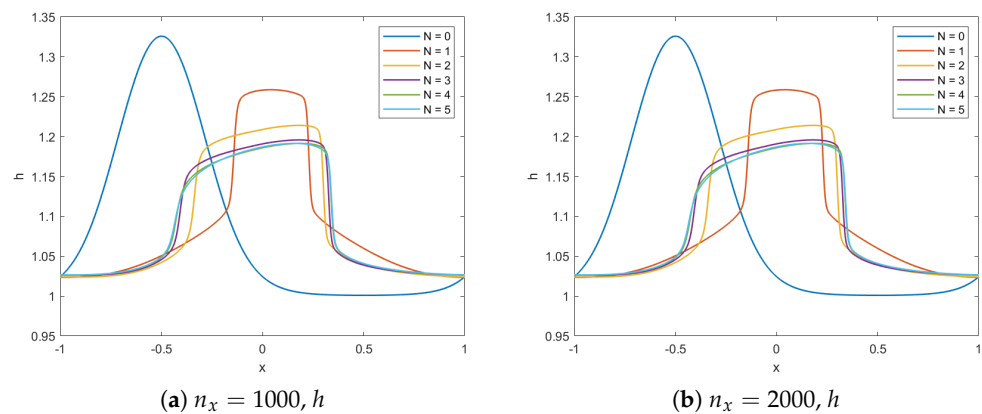 1.35
1.3
1.25
1.2
1.15
1.1
1.05
1
0.95
h
-1
-0.5
0
0.5
1
x
N = 0
N = 1
N = 2
N = 3
N = 4
N = 5
(a) nₓ = 1000, h
1.35
1.3
1.25
1.2
1.15
1.1
1.05
1
0.95
h
-1
-0.5
0
0.5
1
x
N = 0
N = 1
N = 2
N = 3
N = 4
N = 5
(b) nₓ = 2000, h